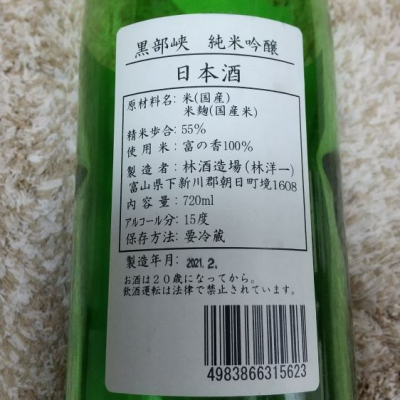 黒部峡 純米吟醸
日本酒
原材料名: 米(国産)
米麹(国産米)
精米歩合: 55%
使用米: 富の香100%
製造者: 林酒造場(林洋一)
富山県下新川郡朝日町境1608
内容量: 720ml
アルコール分: 15度
保存方法: 要冷蔵
製造年月: 2021.2.
お酒は20歳になってから。
飲酒運転は法律で禁止されています。
4983866315623